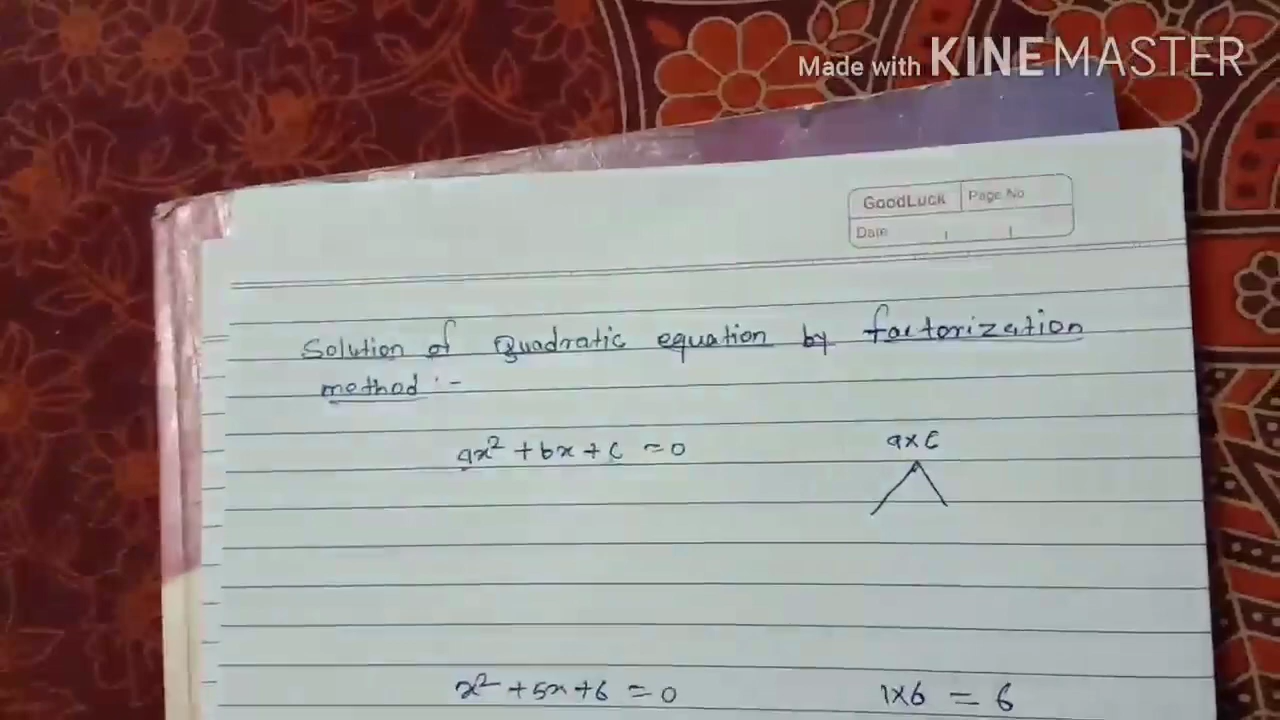 Made with KINEMASTER
GoodLuck Page No
Date
Solution of Quadratic equation by factorization
method :-
ax² + bx + c = 0
a×c
x² + 5x + 6 = 0
1×6 = 6